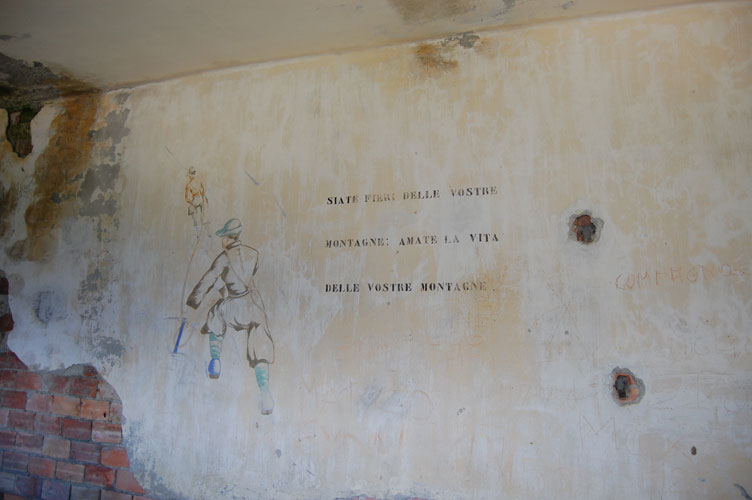 SIATE FIERI DELLE VOSTRE
MONTAGNE; AMATE LA VITA
DELLE VOSTRE MONTAGNE